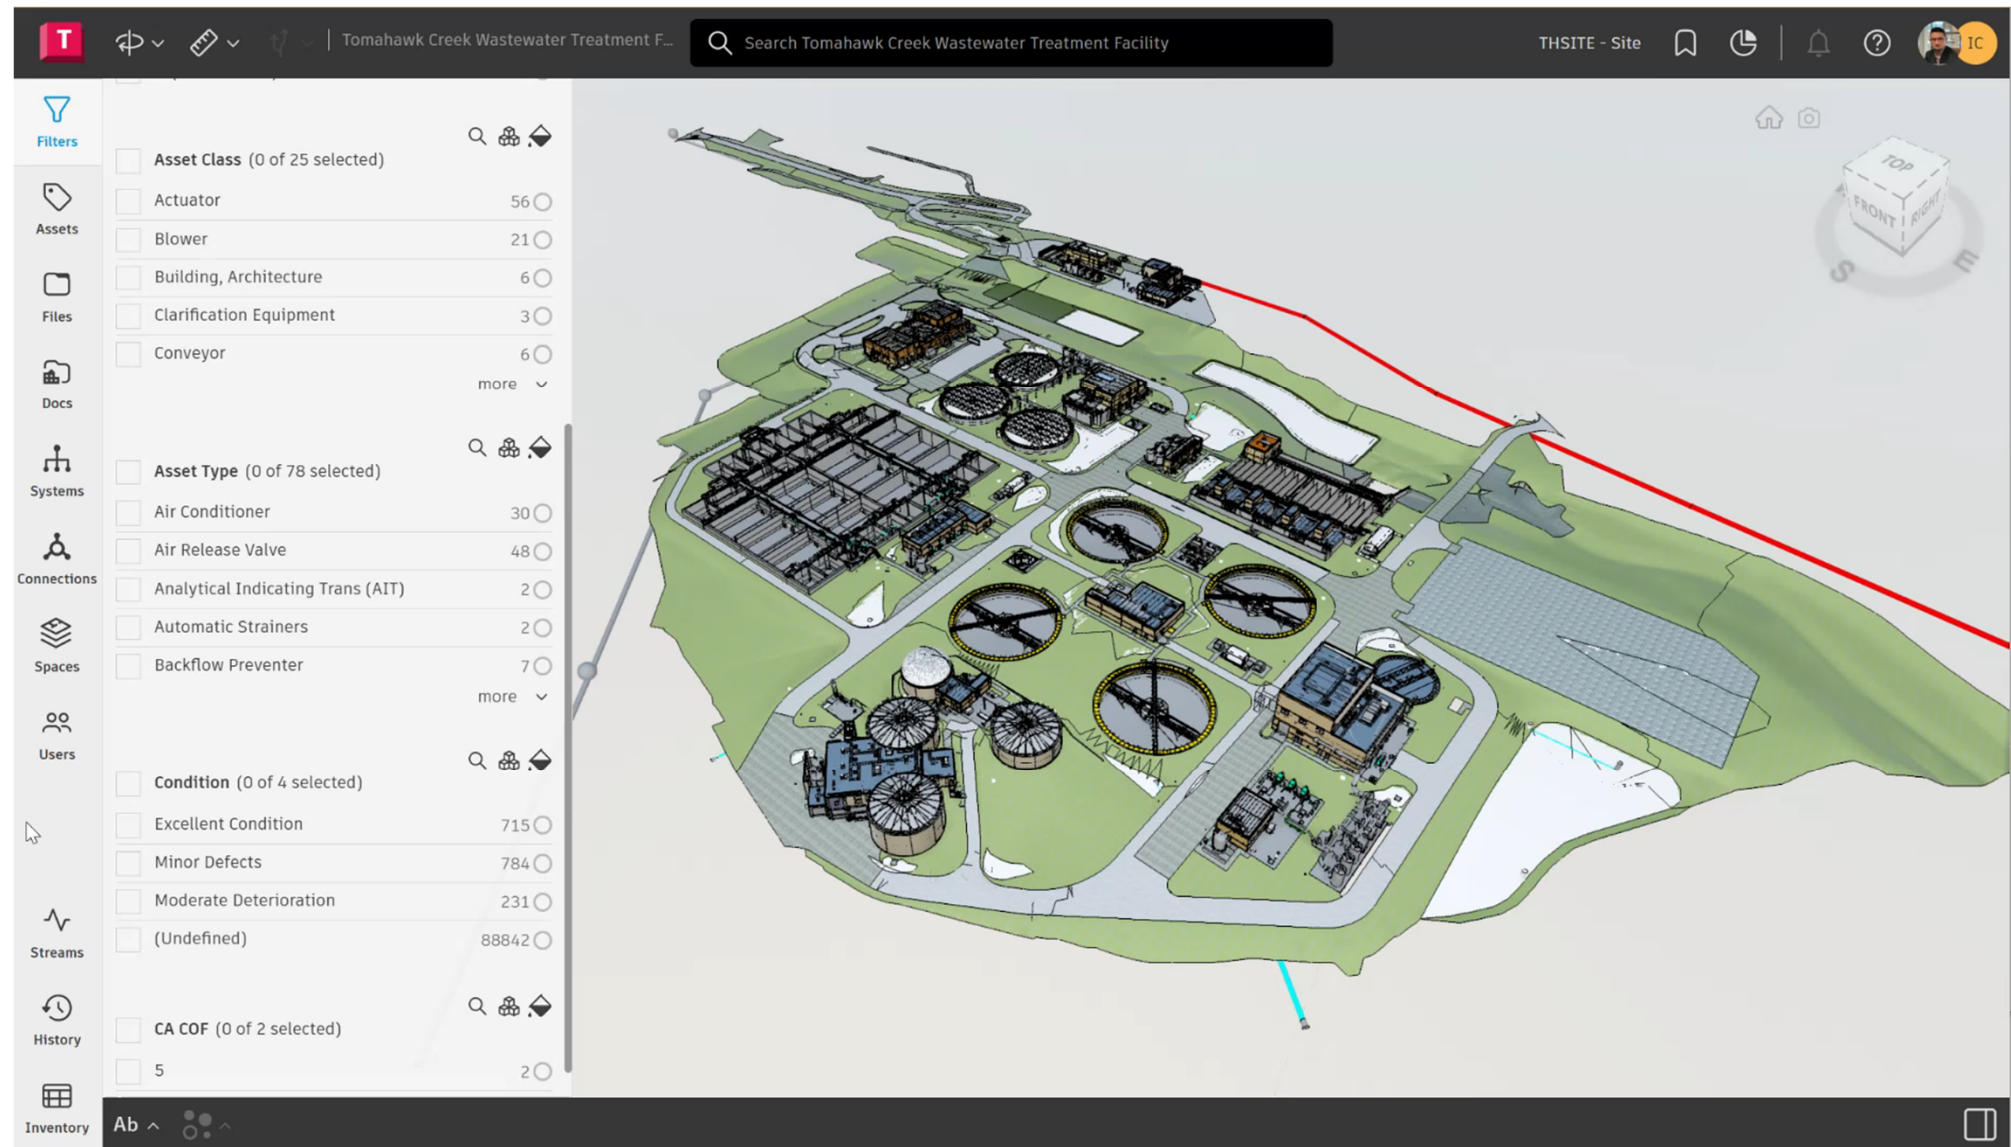 T
Tomahawk Creek Wastewater Treatment F...
Search Tomahawk Creek Wastewater Treatment Facility
THSITE - Site
IC
Filters
Assets
Files
Docs
Systems
Connections
Spaces
Users
Streams
History
Inventory
Asset Class (0 of 25 selected)
Actuator 56
Blower 21
Building, Architecture 6
Clarification Equipment 3
Conveyor 6
more
Asset Type (0 of 78 selected)
Air Conditioner 30
Air Release Valve 48
Analytical Indicating Trans (AIT) 2
Automatic Strainers 2
Backflow Preventer 7
more
Condition (0 of 4 selected)
Excellent Condition 715
Minor Defects 784
Moderate Deterioration 231
(Undefined) 88842
CA COF (0 of 2 selected)
5 2
Ab
TOP
FRONT
RIGHT
S
E